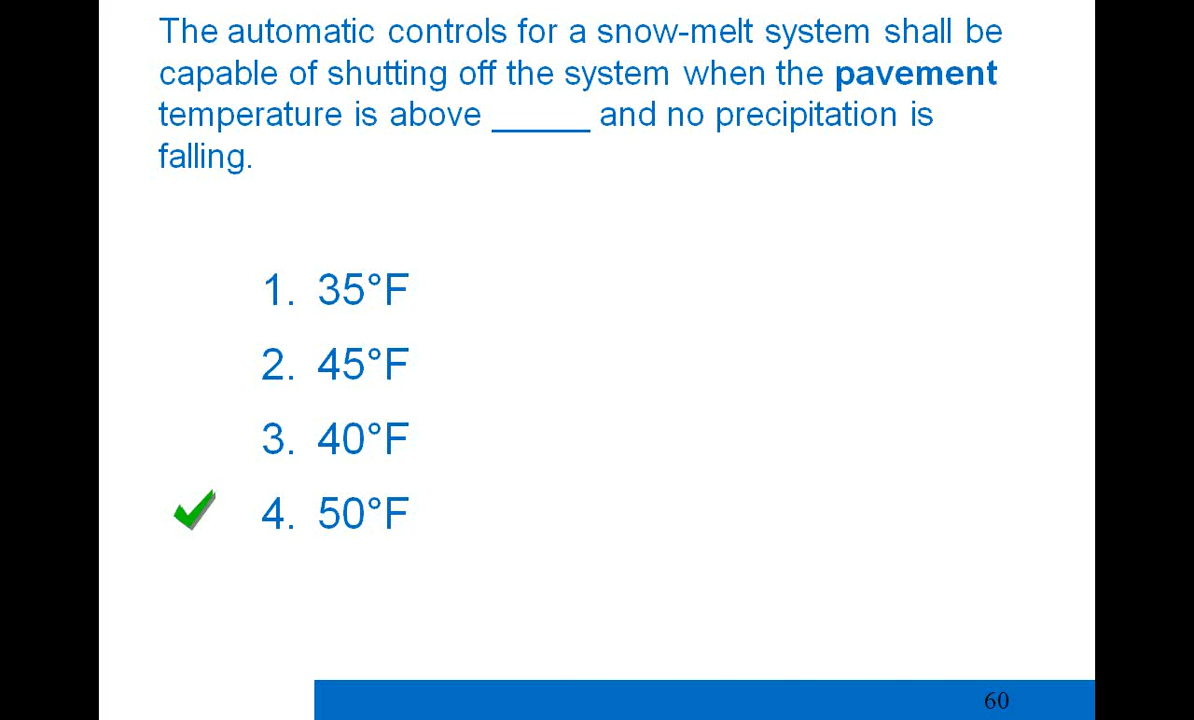 The automatic controls for a snow-melt system shall be
capable of shutting off the system when the pavement
temperature is above _____ and no precipitation is
falling.
1. 35°F
2. 45°F
3. 40°F
4. 50°F
60